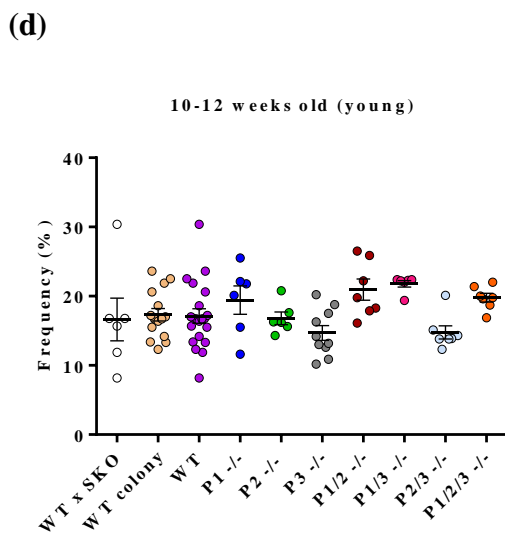 (d)
10-12 weeks old (young)
Frequency (%)
40
30
20
10
0
WT x SKO
WT colony
WT
P1 -/-
P2 -/-
P3 -/-
P1/2 -/-
P1/3 -/-
P2/3 -/-
P1/2/3 -/-